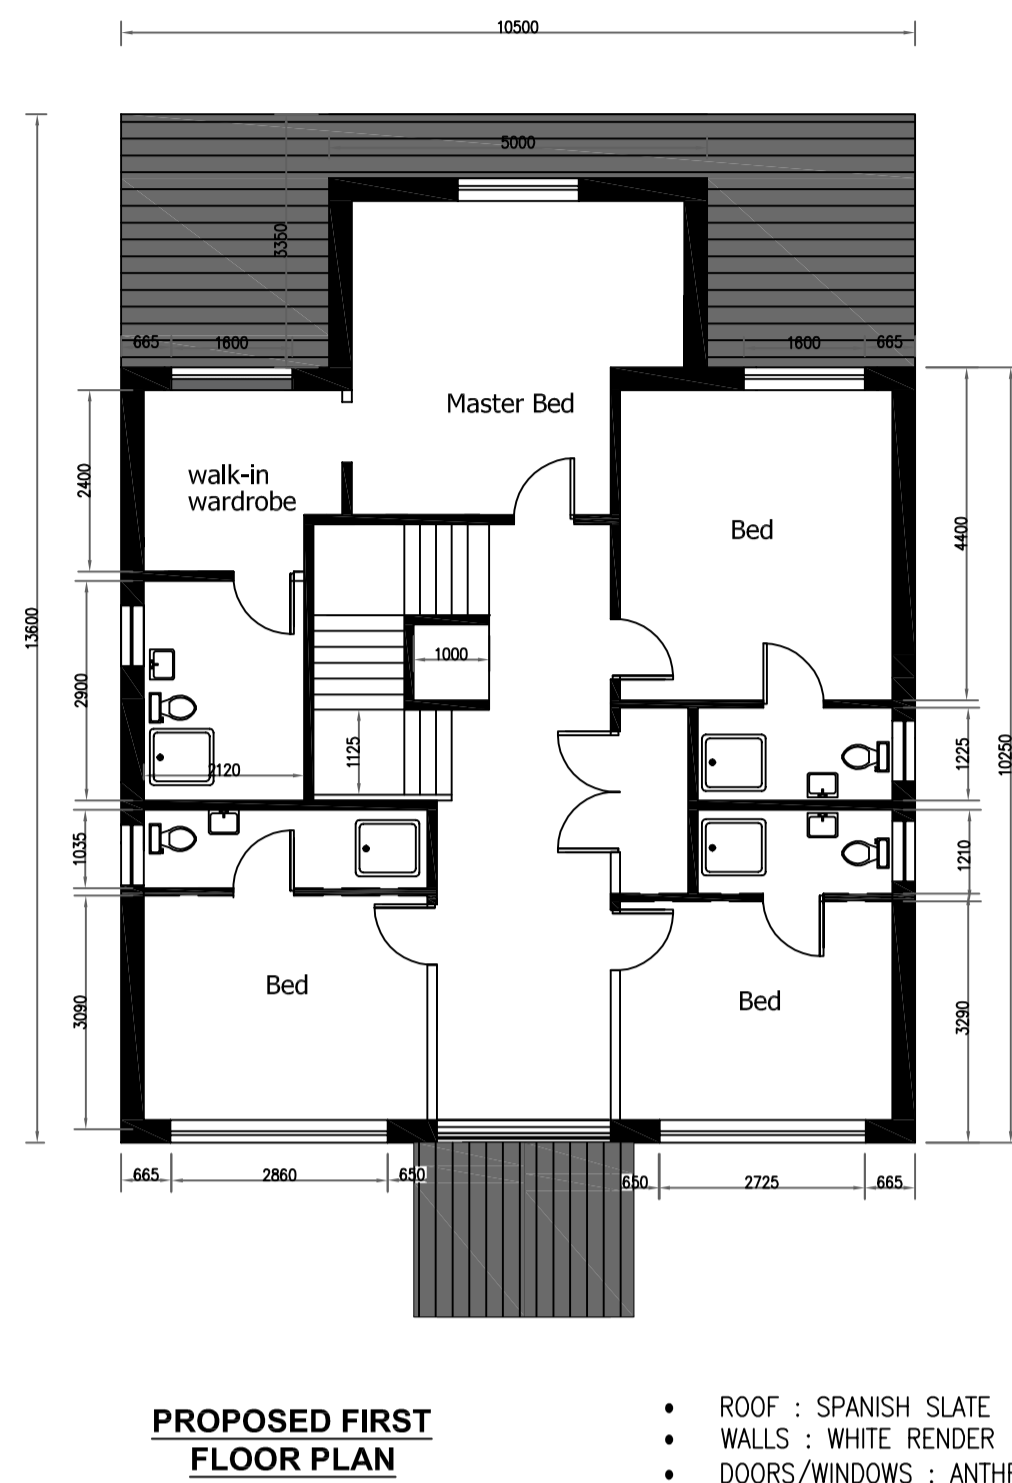 10500
5000
3350
665
1600
1600
665
Master Bed
walk-in
wardrobe
2400
Bed
4400
13600
2900
1000
1125
2120
1225
10250
1035
1210
Bed
Bed
3090
3290
665
2860
650
650
2725
665
PROPOSED FIRST
FLOOR PLAN
• ROOF : SPANISH SLATE
• WALLS : WHITE RENDER
• DOORS/WINDOWS :